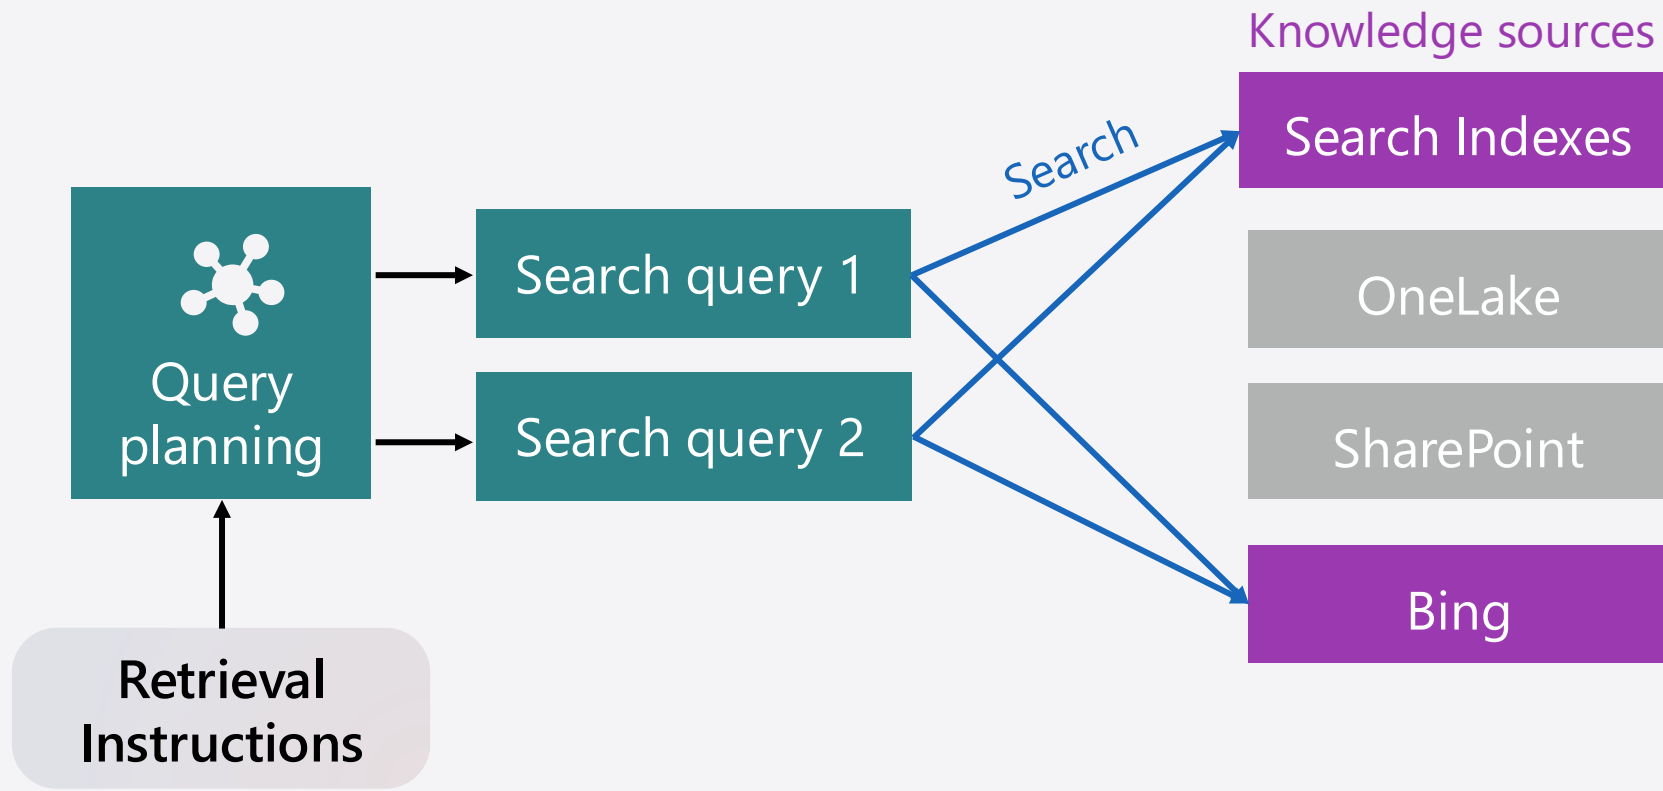 Knowledge sources
Search Indexes
Search
Search query 1
OneLake
Query
planning
Search query 2
SharePoint
Bing
Retrieval
Instructions